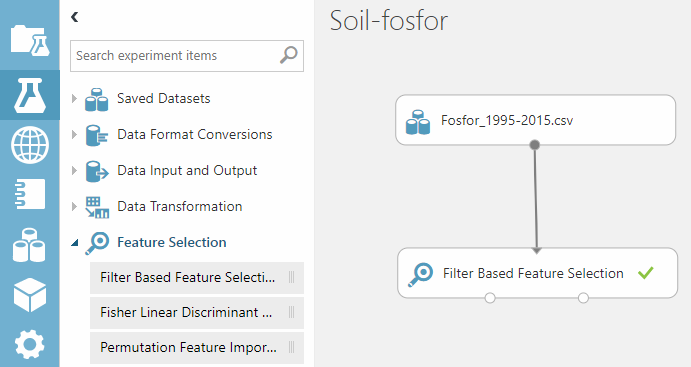 Soil-fosfor
Search experiment items
Saved Datasets
Data Format Conversions
Data Input and Output
Data Transformation
Feature Selection
Filter Based Feature Selecti...
Fisher Linear Discriminant ...
Permutation Feature Impor...
Fosfor_1995-2015.csv
Filter Based Feature Selection